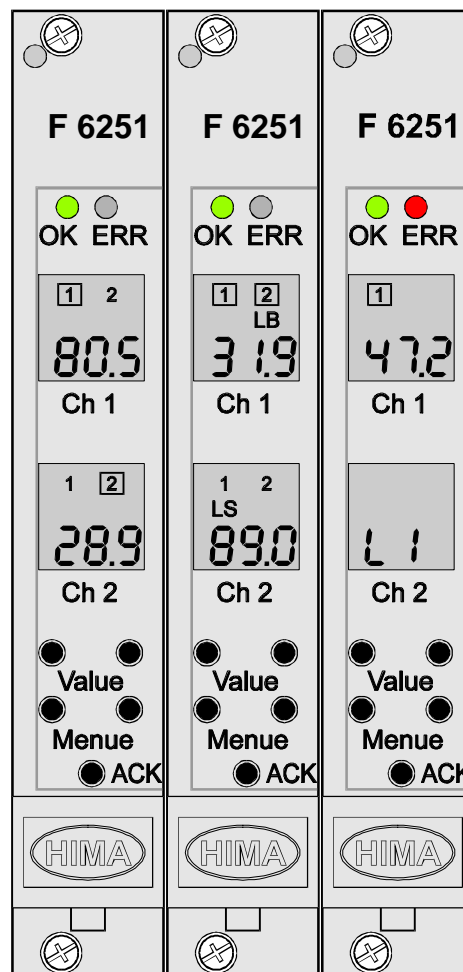 F 6251
OK ERR
1 2
80.5
Ch 1
1 2
28.9
Ch 2
Value
Menue
ACK
HIMA
F 6251
OK ERR
1 2
LB
31.9
Ch 1
1 2
LS
89.0
Ch 2
Value
Menue
ACK
HIMA
F 6251
OK ERR
1
47.2
Ch 1
L 1
Ch 2
Value
Menue
ACK
HIMA